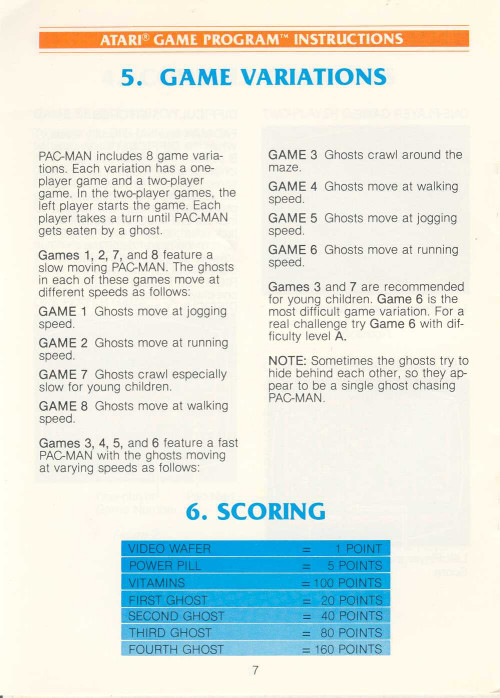 ATARI® GAME PROGRAM™ INSTRUCTIONS
5. GAME VARIATIONS
PAC-MAN includes 8 game varia-
tions. Each variation has a one-
player game and a two-player
game. In the two-player games, the
left player starts the game. Each
player takes a turn until PAC-MAN
gets eaten by a ghost.
Games 1, 2, 7, and 8 feature a
slow moving PAC-MAN. The ghosts
in each of these games move at
different speeds as follows:
GAME 1 Ghosts move at jogging
speed.
GAME 2 Ghosts move at running
speed.
GAME 7 Ghosts crawl especially
slow for young children.
GAME 8 Ghosts move at walking
speed.
Games 3, 4, 5, and 6 feature a fast
PAC-MAN with the ghosts moving
at varying speeds as follows:
GAME 3 Ghosts crawl around the
maze.
GAME 4 Ghosts move at walking
speed.
GAME 5 Ghosts move at jogging
speed.
GAME 6 Ghosts move at running
speed.
Games 3 and 7 are recommended
for young children. Game 6 is the
most difficult game variation. For a
real challenge try Game 6 with dif-
ficulty level A.
NOTE: Sometimes the ghosts try to
hide behind each other, so they ap-
pear to be a single ghost chasing
PAC-MAN.
6. SCORING
VIDEO WAFER = 1 POINT
POWER PILL = 5 POINTS
VITAMINS = 100 POINTS
FIRST GHOST = 20 POINTS
SECOND GHOST = 40 POINTS
THIRD GHOST = 80 POINTS
FOURTH GHOST = 160 POINTS
7